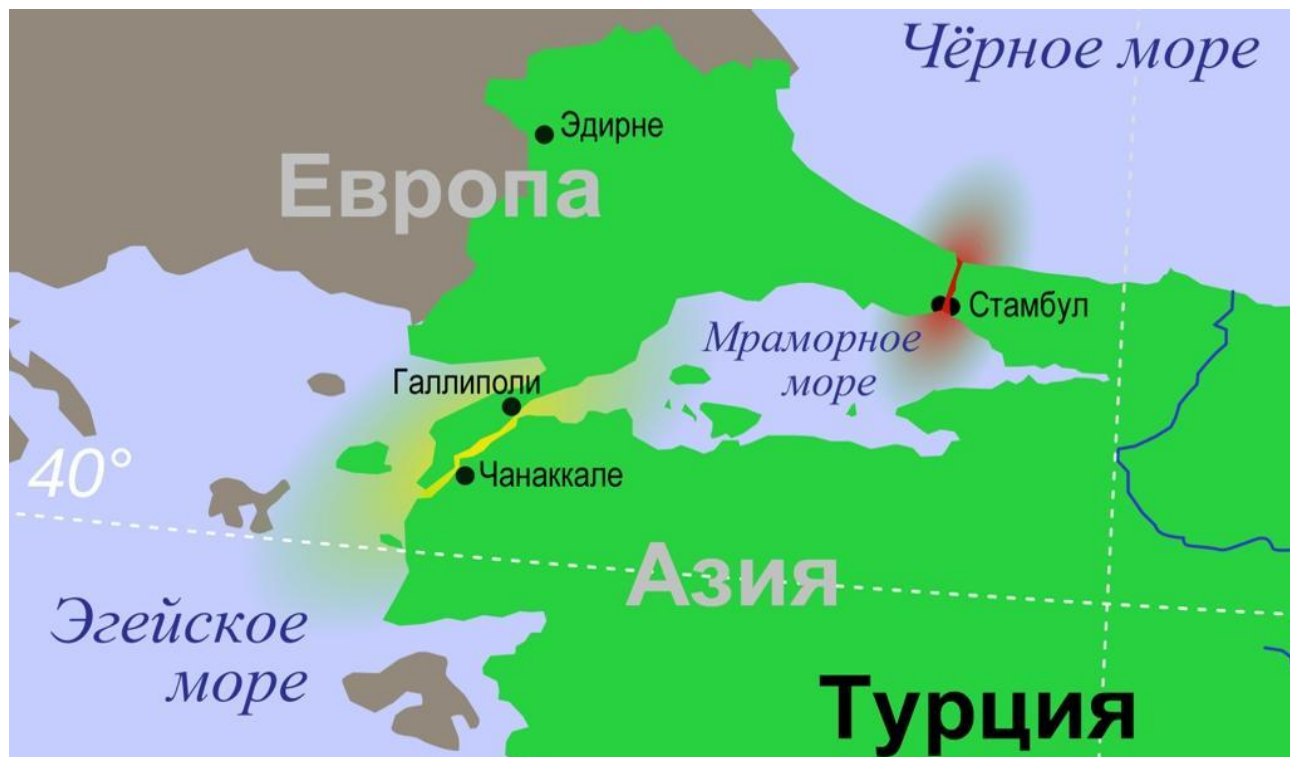 Чёрное море
Эдирне
Европа
Стамбул
Мраморное
море
Галлиполи
40°
Чанаккале
Азия
Эгейское
море
Турция